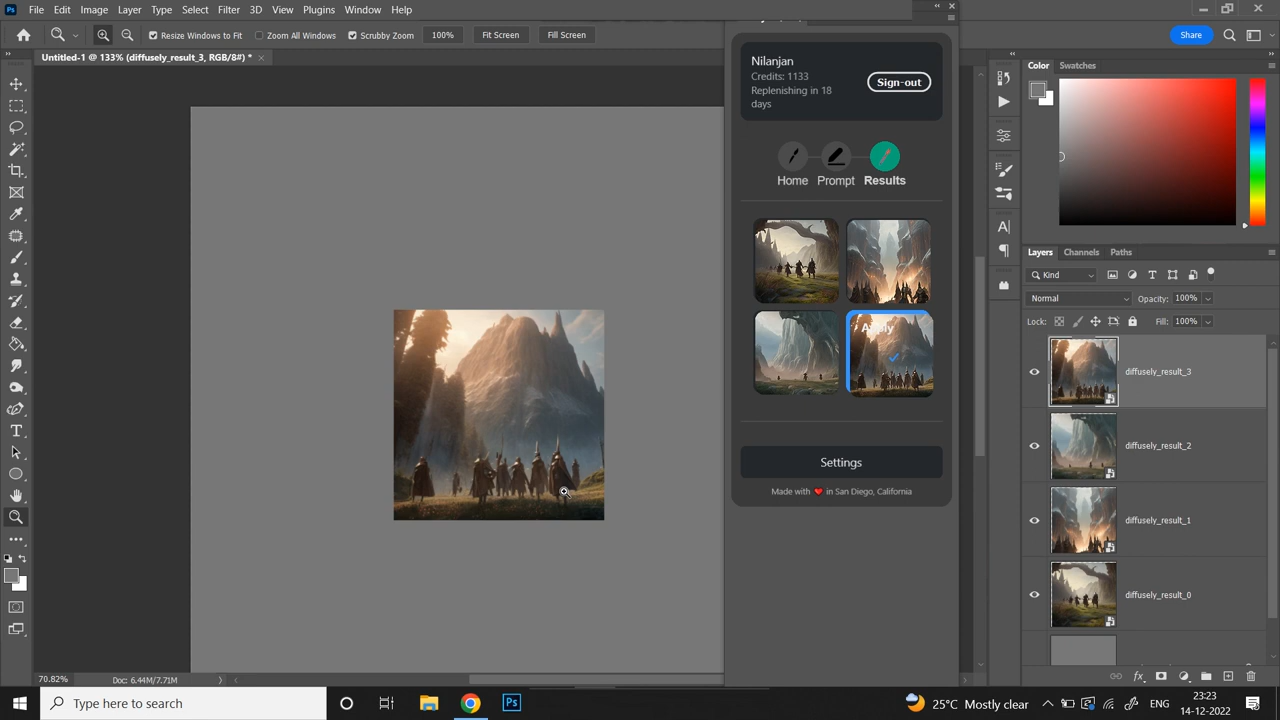 Ps File Edit Image Layer Type Select Filter 3D View Plugins Window Help
Resize Windows to Fit Zoom All Windows Scrubby Zoom 100% Fit Screen Fill Screen Share
Untitled-1 @ 133% (diffusely_result_3, RGB/8#) *
Nilanjan
Credits: 1133
Replenishing in 18
days
Sign-out
Home Prompt Results
Apply
Settings
Made with ❤ in San Diego, California
Color Swatches
Layers Channels Paths
Kind
Normal Opacity: 100%
Lock: Fill: 100%
diffusely_result_3
diffusely_result_2
diffusely_result_1
diffusely_result_0
70.82% Doc: 6.44M/7.71M
Type here to search
Ps
25°C Mostly clear
ENG
23:23
14-12-2022